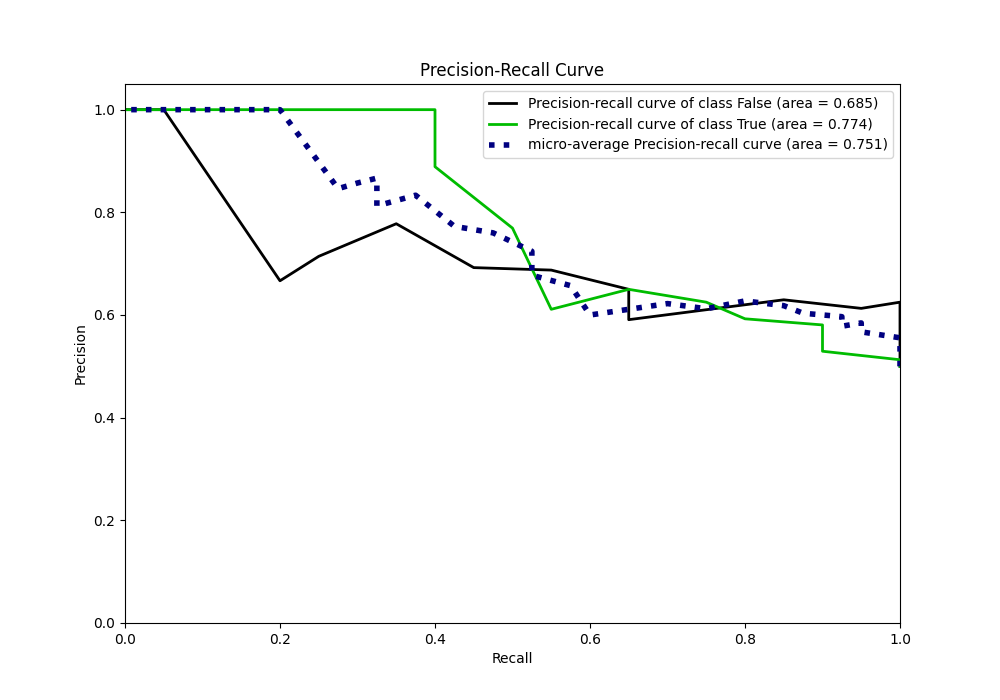 Precision-Recall Curve
Precision-recall curve of class False (area = 0.685)
Precision-recall curve of class True (area = 0.774)
micro-average Precision-recall curve (area = 0.751)
1.0
0.8
0.6
0.4
0.2
0.0
Precision
0.0 0.2 0.4 0.6 0.8 1.0
Recall